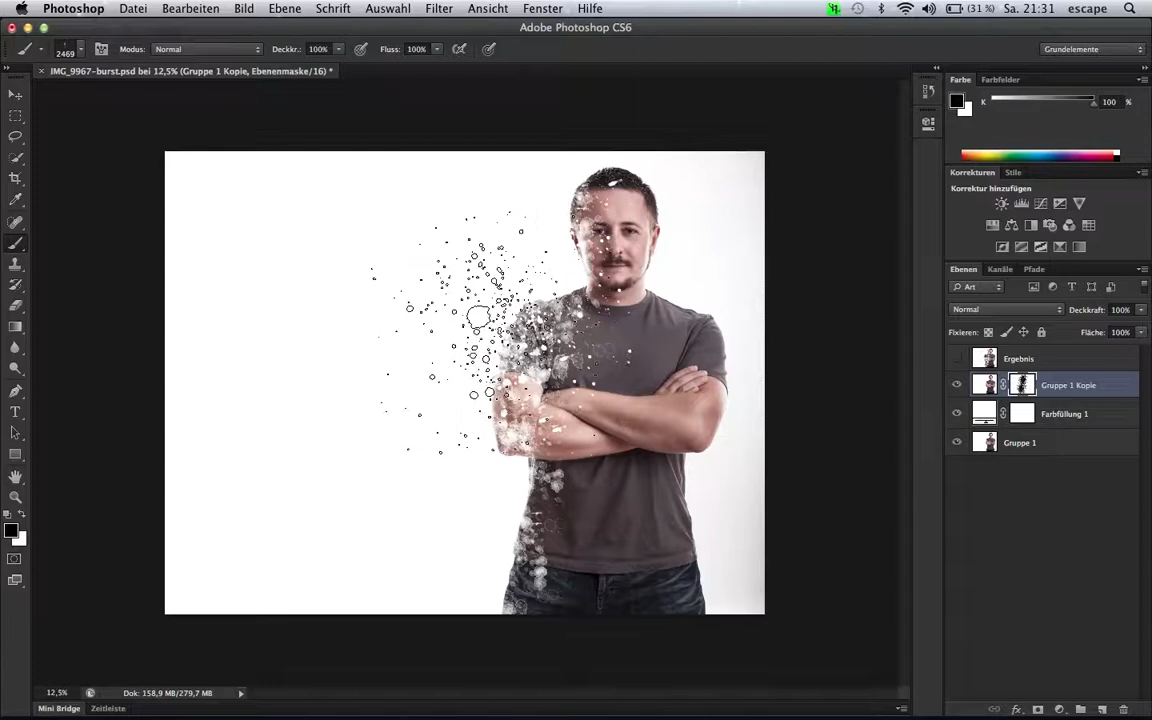 Photoshop Datei Bearbeiten Bild Ebene Schrift Auswahl Filter Ansicht Fenster Hilfe (31 %) Sa. 21:31 escape
Adobe Photoshop CS6
2469 Modus: Normal Deckkr.: 100% Fluss: 100% Grundelemente
IMG_9967-burst.psd bei 12,5% (Gruppe 1 Kopie, Ebenenmaske/16) *
Farbe Farbfelder
K 100 %
Korrekturen Stile
Korrektur hinzufügen
Ebenen Kanäle Pfade
Art
Normal Deckkraft: 100%
Fixieren: Fläche: 100%
Ergebnis
Gruppe 1 Kopie
Farbfüllung 1
Gruppe 1
12,5% Dok: 158,9 MB/279,7 MB
Mini Bridge Zeitleiste